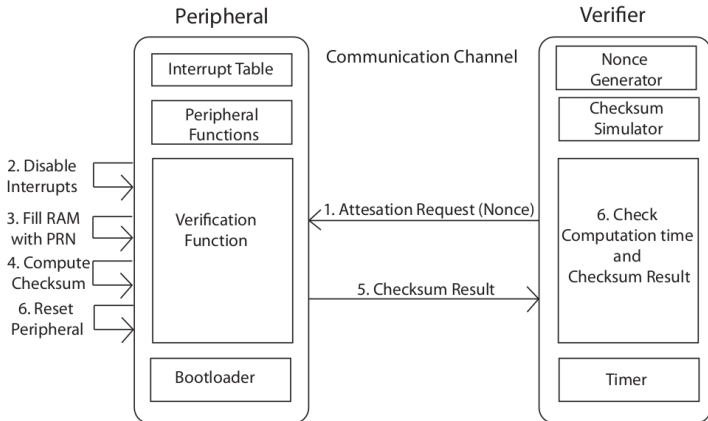 Peripheral
Verifier
Communication Channel
Interrupt Table
Peripheral
Functions
Verification
Function
Bootloader
2. Disable
Interrupts
3. Fill RAM
with PRN
4. Compute
Checksum
6. Reset
Peripheral
1. Attesation Request (Nonce)
5. Checksum Result
Nonce
Generator
Checksum
Simulator
6. Check
Computation time
and
Checksum Result
Timer